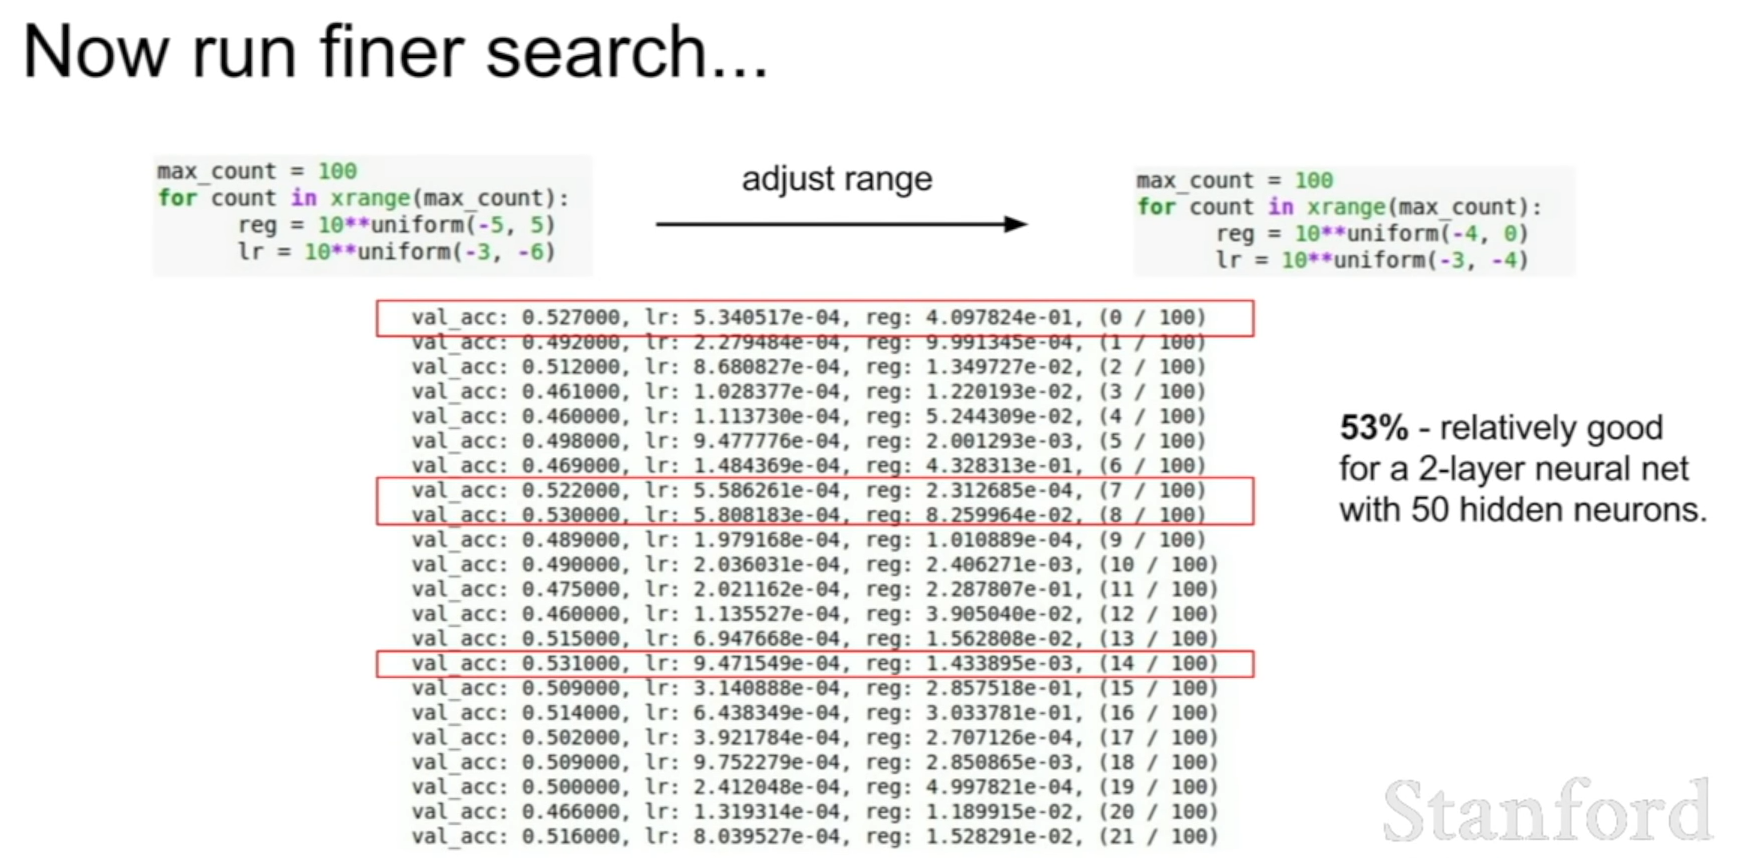 Now run finer search...
max_count = 100
for count in xrange(max_count):
reg = 10**uniform(-5, 5)
lr = 10**uniform(-3, -6)
adjust range
max_count = 100
for count in xrange(max_count):
reg = 10**uniform(-4, 0)
lr = 10**uniform(-3, -4)
val_acc: 0.527000, lr: 5.340517e-04, reg: 4.097824e-01, (0 / 100)
val_acc: 0.492000, lr: 2.279484e-04, reg: 9.991345e-04, (1 / 100)
val_acc: 0.512000, lr: 8.680827e-04, reg: 1.349727e-02, (2 / 100)
val_acc: 0.461000, lr: 1.028377e-04, reg: 1.220193e-02, (3 / 100)
val_acc: 0.460000, lr: 1.113730e-04, reg: 5.244309e-02, (4 / 100)
val_acc: 0.498000, lr: 9.477776e-04, reg: 2.001293e-03, (5 / 100)
val_acc: 0.469000, lr: 1.484369e-04, reg: 4.328313e-01, (6 / 100)
val_acc: 0.522000, lr: 5.586261e-04, reg: 2.312685e-04, (7 / 100)
val_acc: 0.530000, lr: 5.808183e-04, reg: 8.259964e-02, (8 / 100)
val_acc: 0.489000, lr: 1.979168e-04, reg: 1.010889e-04, (9 / 100)
val_acc: 0.490000, lr: 2.036031e-04, reg: 2.406271e-03, (10 / 100)
val_acc: 0.475000, lr: 2.021162e-04, reg: 2.287807e-01, (11 / 100)
val_acc: 0.460000, lr: 1.135527e-04, reg: 3.905040e-02, (12 / 100)
val_acc: 0.515000, lr: 6.947668e-04, reg: 1.562808e-02, (13 / 100)
val_acc: 0.531000, lr: 9.471549e-04, reg: 1.433895e-03, (14 / 100)
val_acc: 0.509000, lr: 3.140888e-04, reg: 2.857518e-01, (15 / 100)
val_acc: 0.514000, lr: 6.438349e-04, reg: 3.033781e-01, (16 / 100)
val_acc: 0.502000, lr: 3.921784e-04, reg: 2.707126e-04, (17 / 100)
val_acc: 0.509000, lr: 9.752279e-04, reg: 2.850865e-03, (18 / 100)
val_acc: 0.500000, lr: 2.412048e-04, reg: 4.997821e-04, (19 / 100)
val_acc: 0.466000, lr: 1.319314e-04, reg: 1.189915e-02, (20 / 100)
val_acc: 0.516000, lr: 8.039527e-04, reg: 1.528291e-02, (21 / 100)
53% - relatively good
for a 2-layer neural net
with 50 hidden neurons.
Stanford